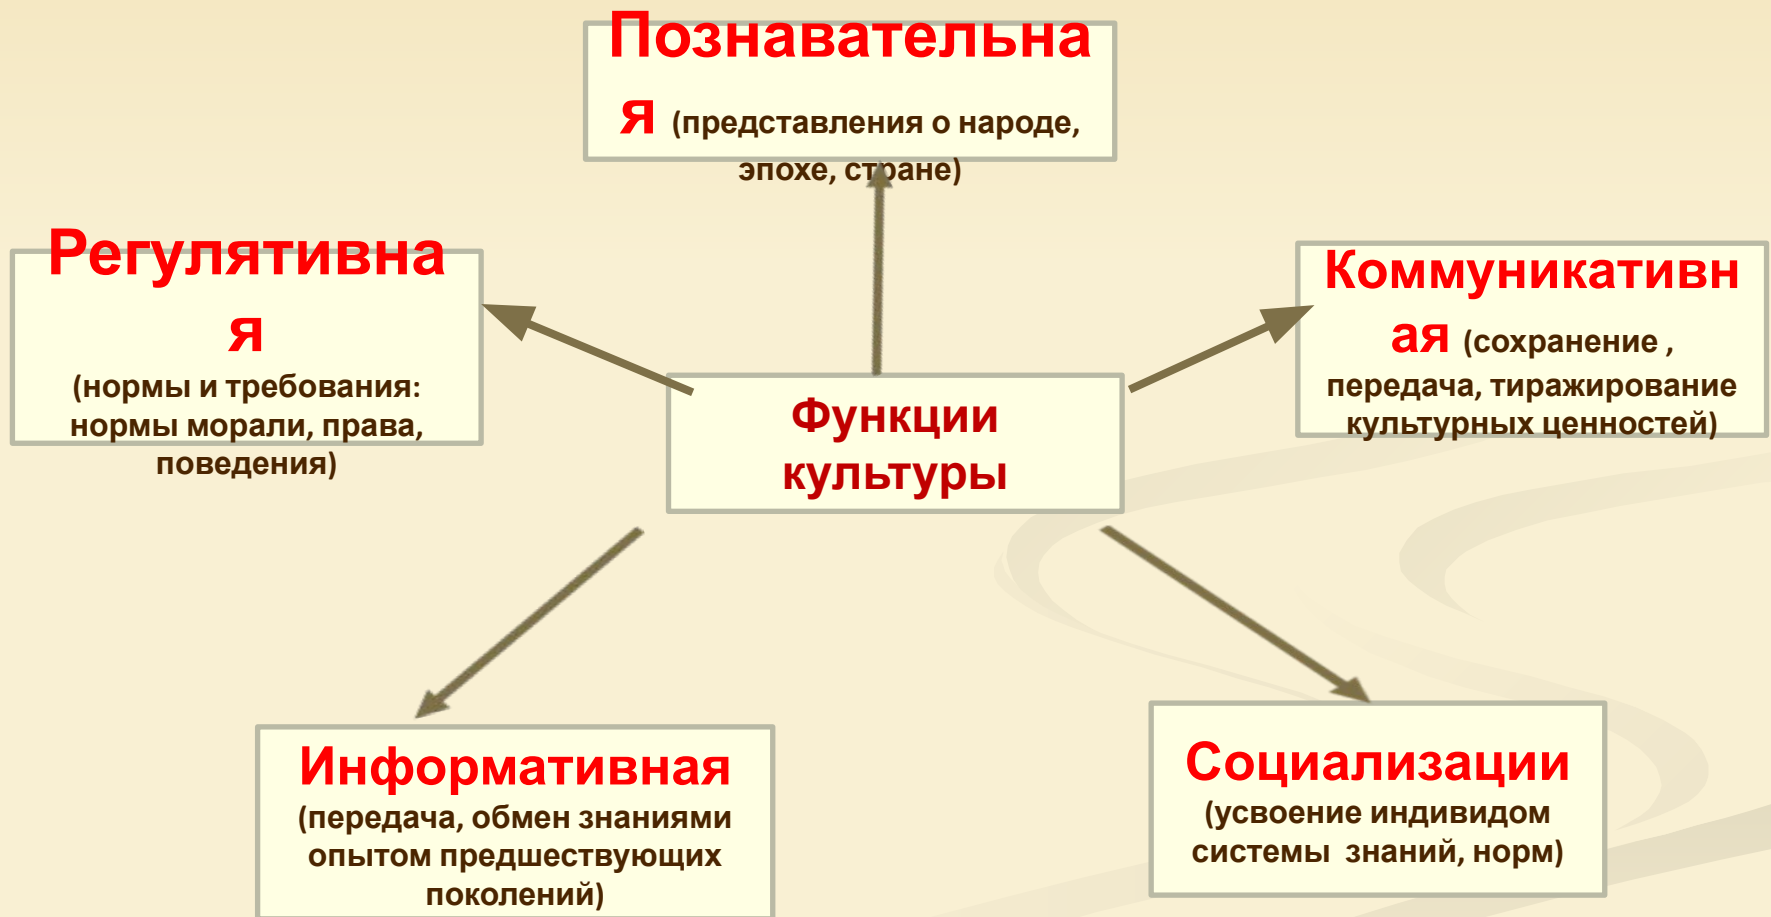 Познавательна
я (представления о народе,
эпохе, стране)
Регулятивна
я
(нормы и требования:
нормы морали, права,
поведения)
Коммуникативн
ая (сохранение ,
передача, тиражирование
культурных ценностей)
Функции
культуры
Информативная
(передача, обмен знаниями
опытом предшествующих
поколений)
Социализации
(усвоение индивидом
системы знаний, норм)